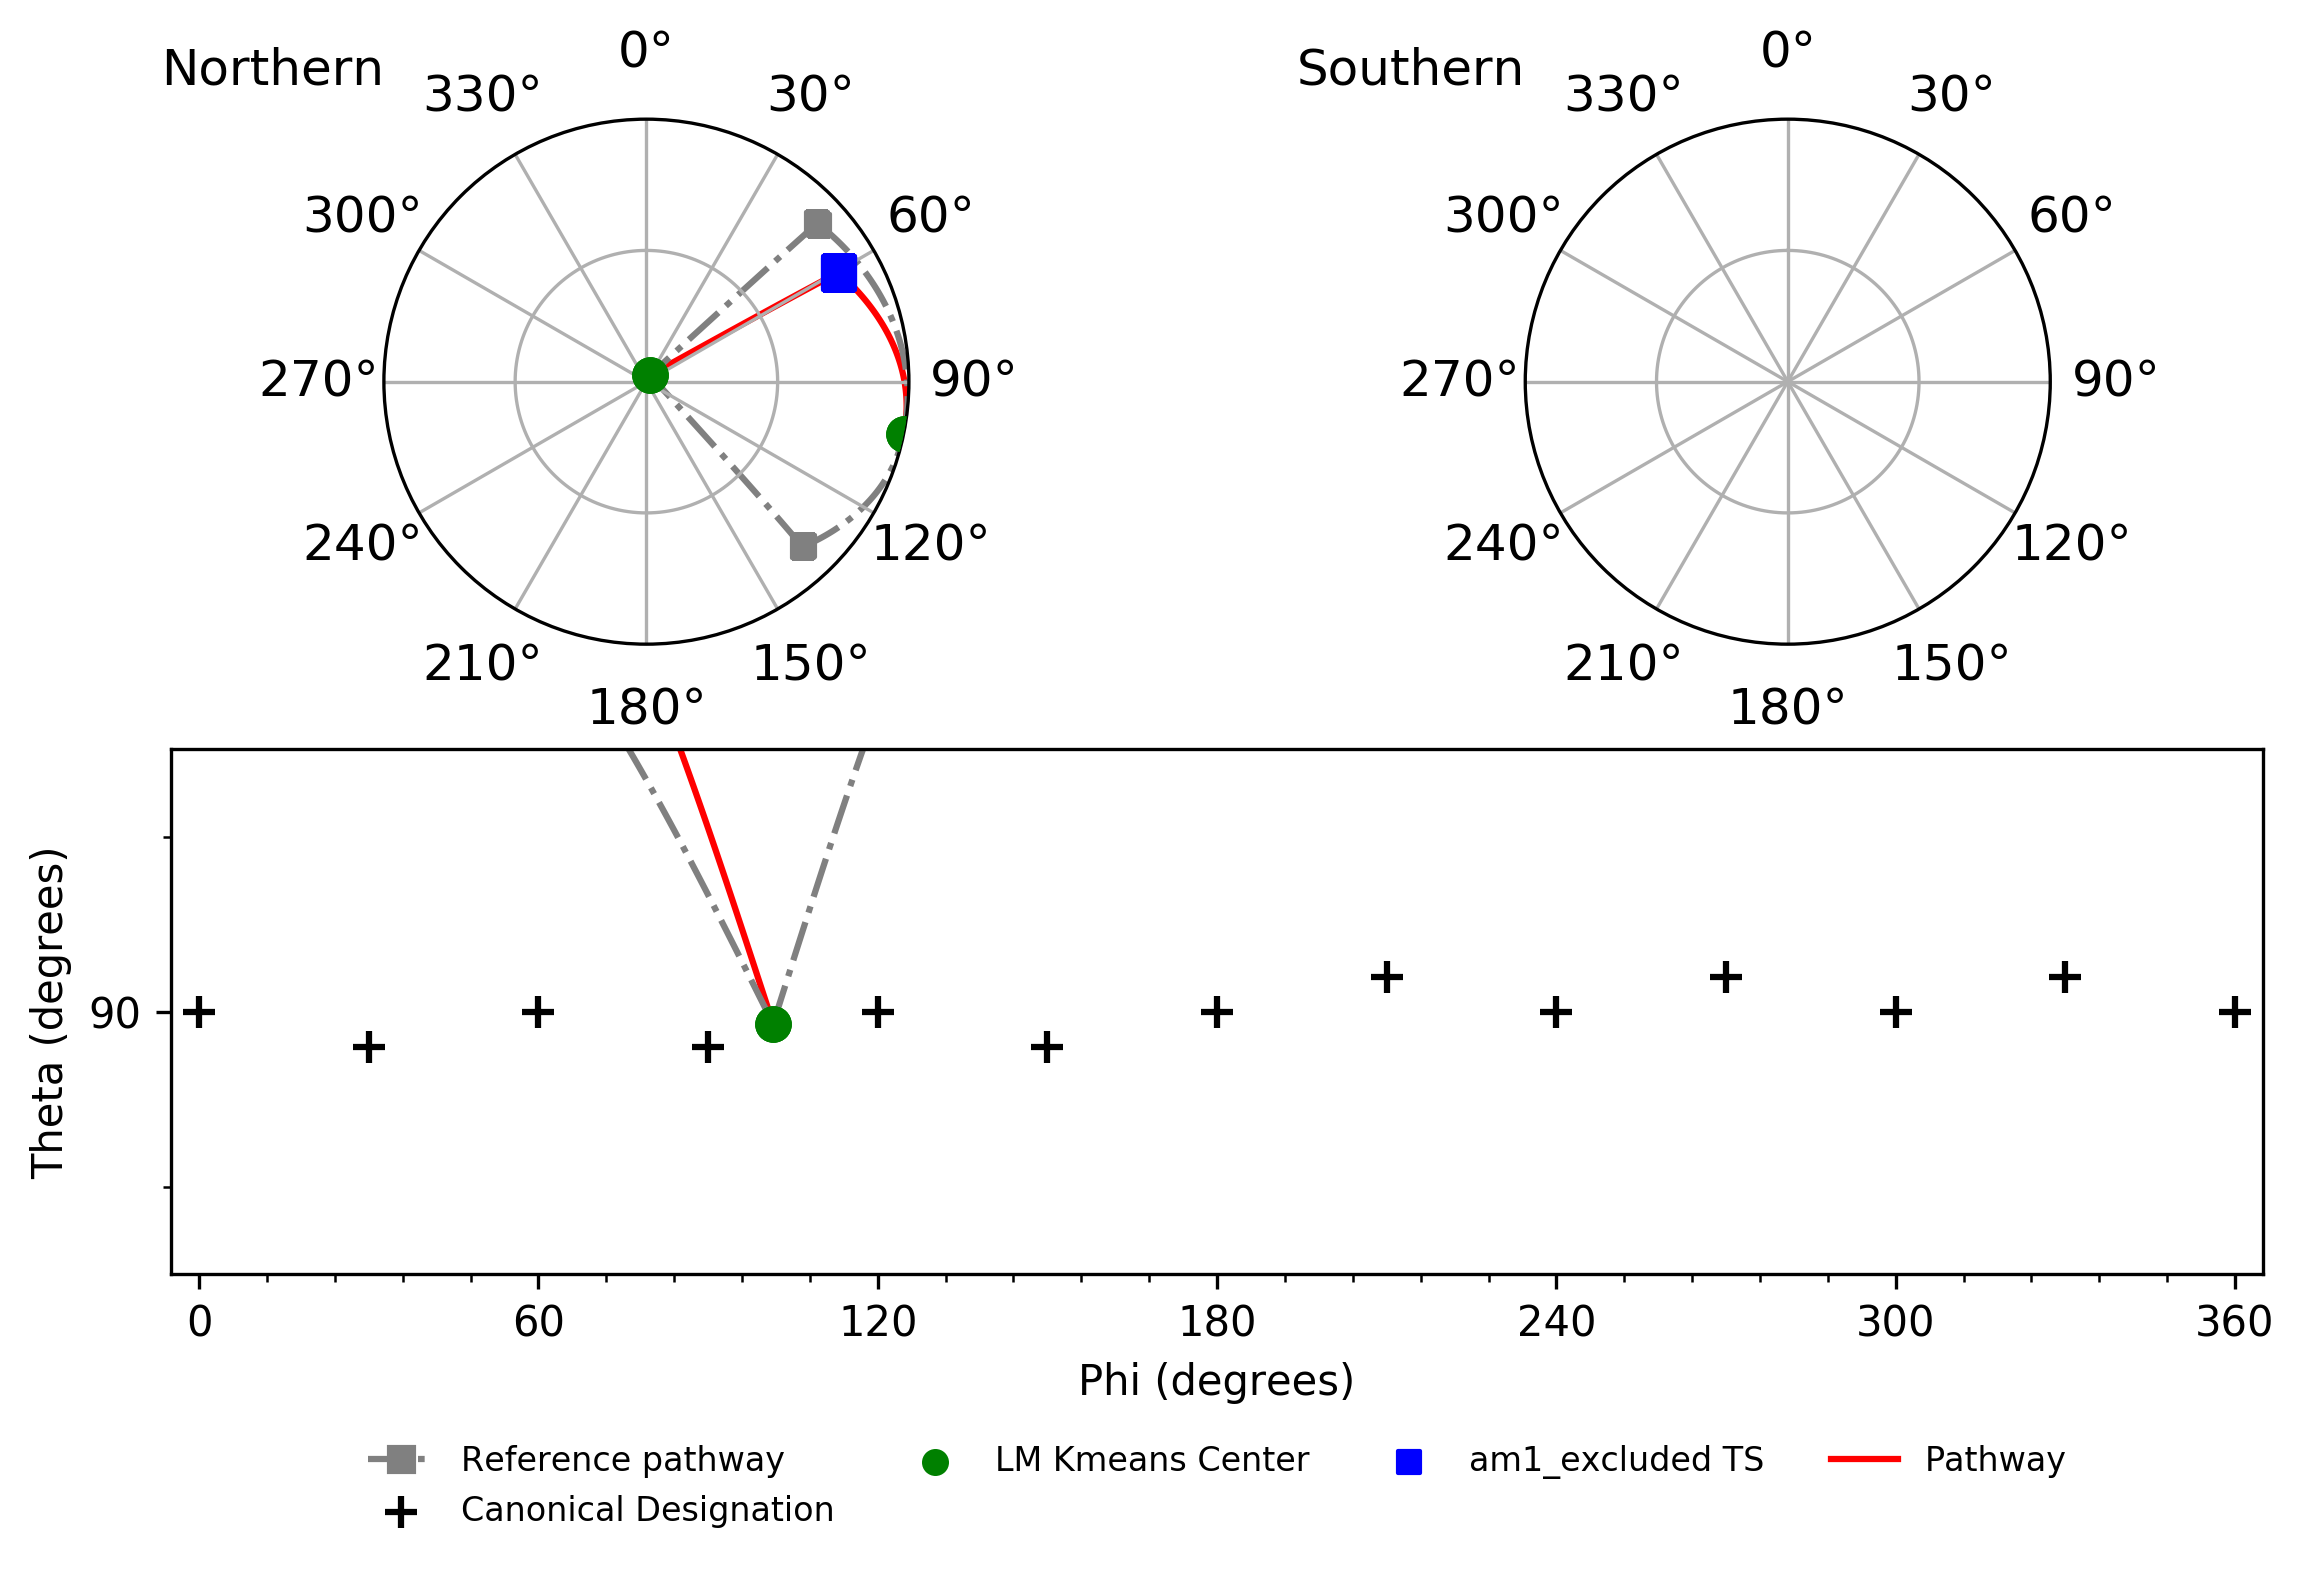 Northern
0°
330°
30°
300°
60°
270°
90°
240°
120°
210°
150°
180°
Southern
0°
330°
30°
300°
60°
270°
90°
240°
120°
210°
150°
180°
Theta (degrees)
90
0 60 120 180 240 300 360
Phi (degrees)
Reference pathway
Canonical Designation
LM Kmeans Center
am1_excluded TS
Pathway